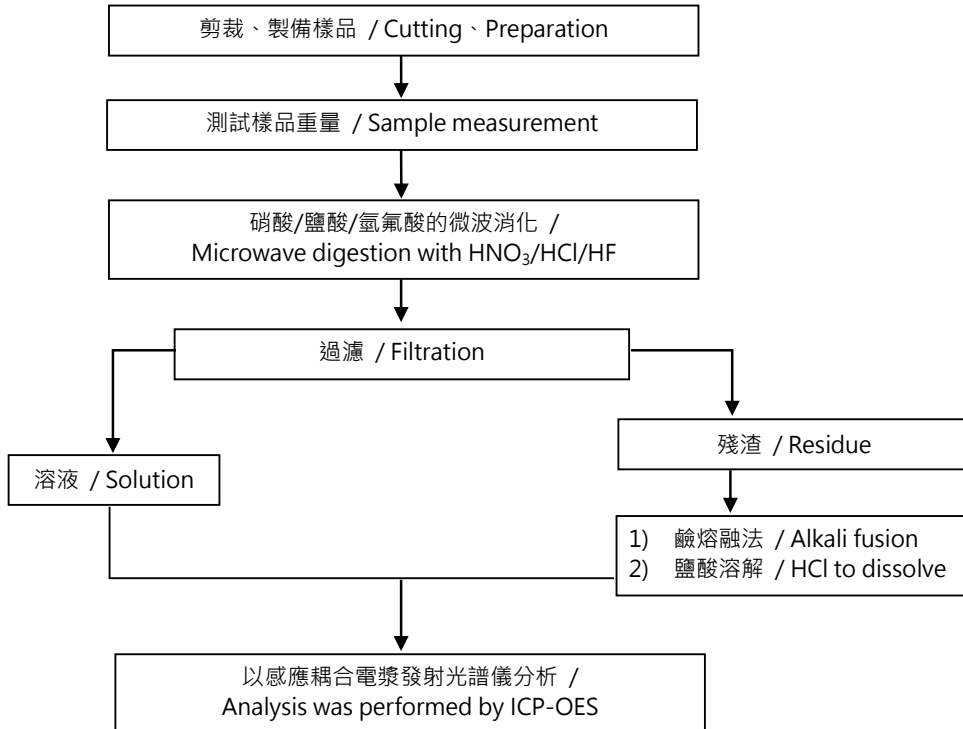 剪裁、製備樣品 / Cutting、Preparation
測試樣品重量 / Sample measurement
硝酸/鹽酸/氫氟酸的微波消化 /
Microwave digestion with HNO₃/HCl/HF
過濾 / Filtration
溶液 / Solution
殘渣 / Residue
1) 鹼熔融法 / Alkali fusion
2) 鹽酸溶解 / HCl to dissolve
以感應耦合電漿發射光譜儀分析 /
Analysis was performed by ICP-OES